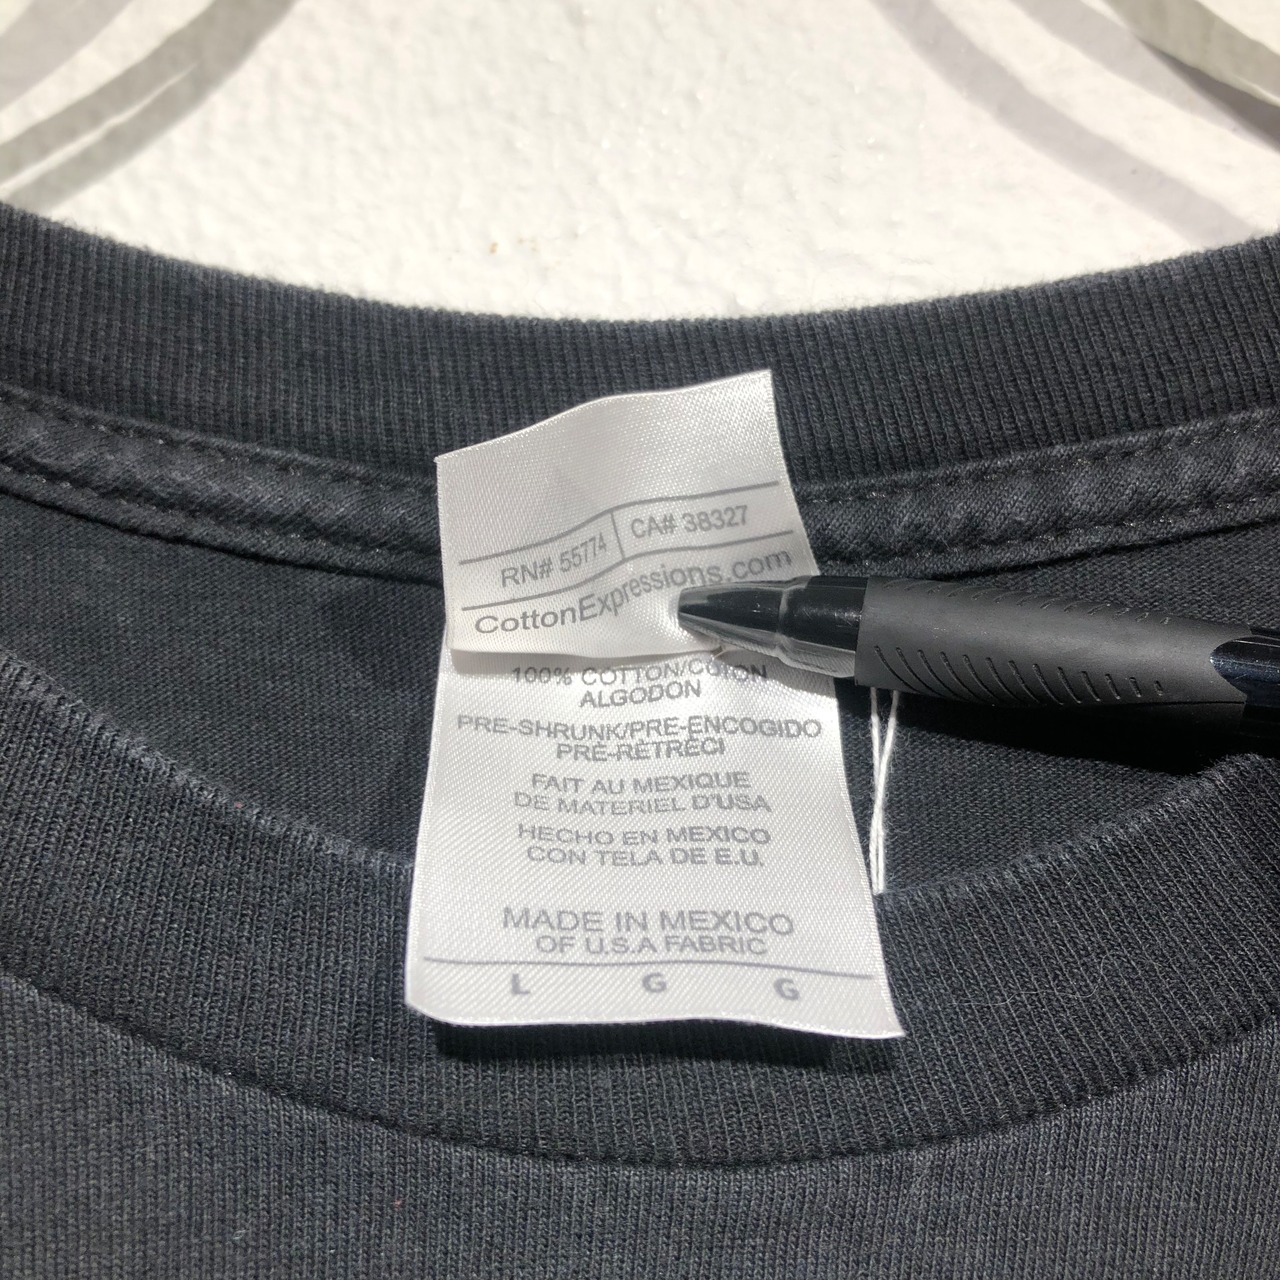 RN# 55774 CA# 38327
CottonExpressions.com
100% COTTON/COTON
ALGODON
PRE-SHRUNK/PRE-ENCOGIDO
PRÉ-RÉTRÉCI
FAIT AU MEXIQUE
DE MATERIEL D'USA
HECHO EN MEXICO
CON TELA DE E.U.
MADE IN MEXICO
OF U.S.A FABRIC
L G G